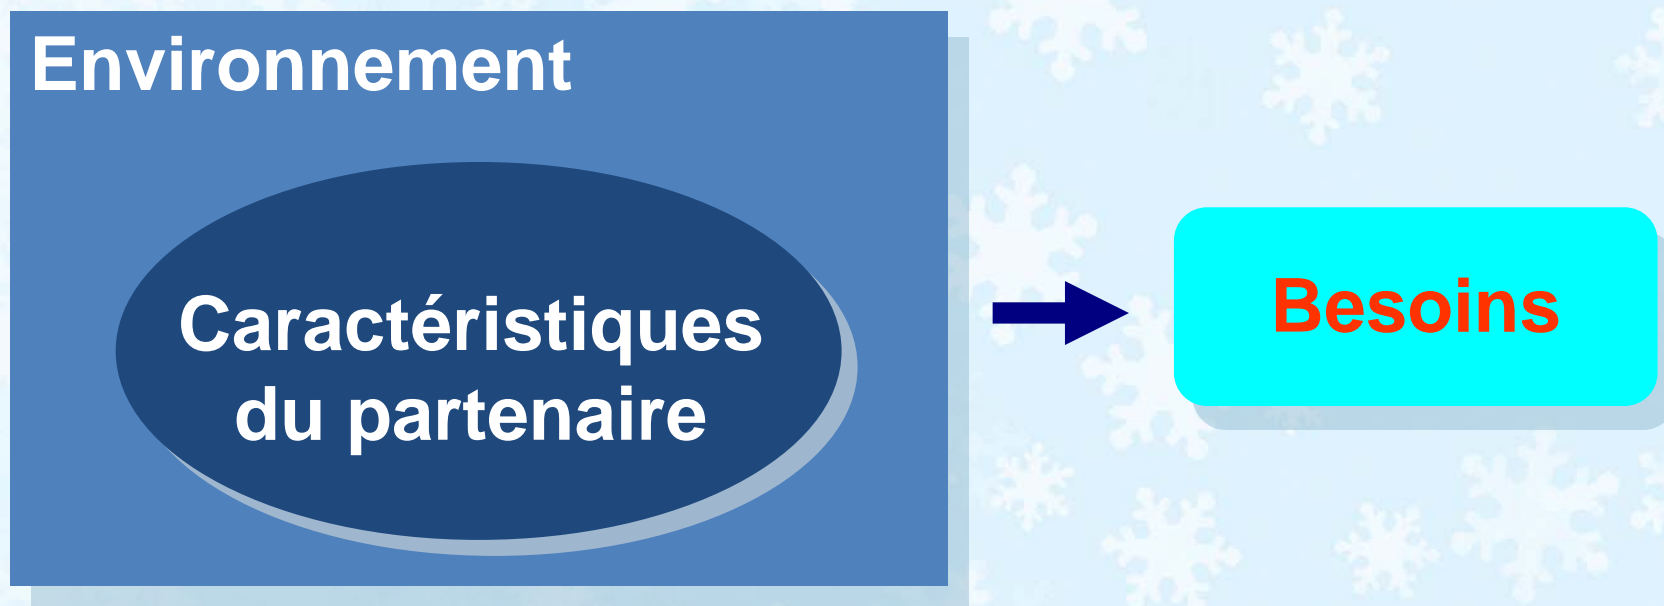 Environnement
Caractéristiques
du partenaire
Besoins